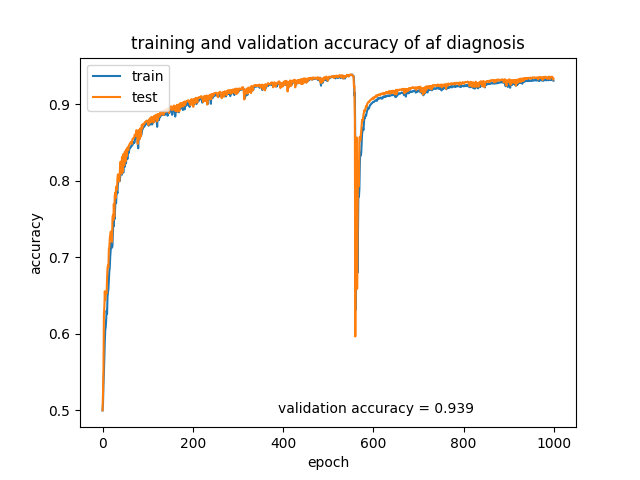 training and validation accuracy of af diagnosis
train
test
0.9
0.8
0.7
0.6
0.5
accuracy
validation accuracy = 0.939
0 200 400 600 800 1000
epoch